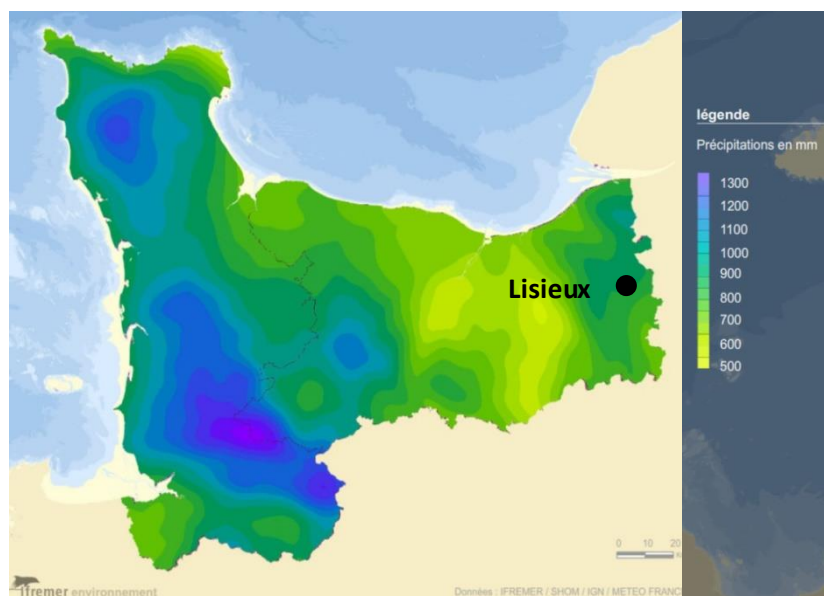 légende
Précipitations en mm
1300
1200
1100
1000
900
800
700
600
500
Lisieux
0 10 20
ifremer environnement
Données : IFREMER / SHOM / IGN / METEO FRANC